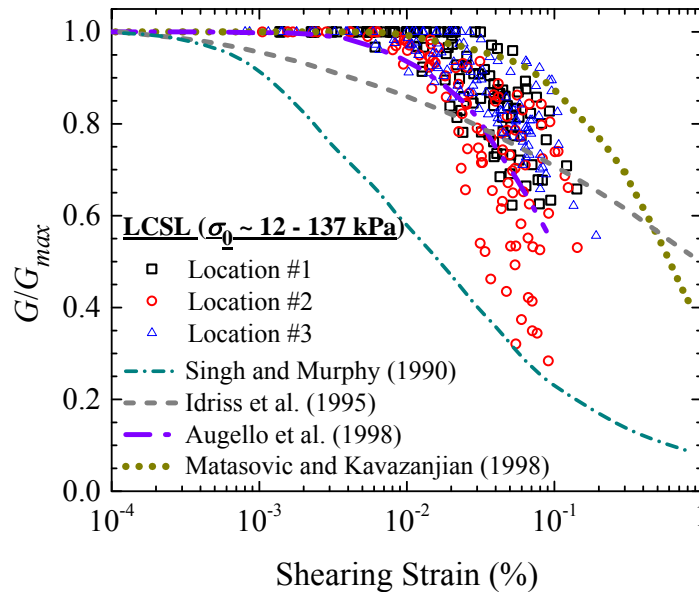 1.0
0.8
0.6
0.4
0.2
0.0
G/G_max
LCSL (σ₀ ~ 12 - 137 kPa)
Location #1
Location #2
Location #3
Singh and Murphy (1990)
Idriss et al. (1995)
Augello et al. (1998)
Matasovic and Kavazanjian (1998)
10⁻⁴ 10⁻³ 10⁻² 10⁻¹
Shearing Strain (%)